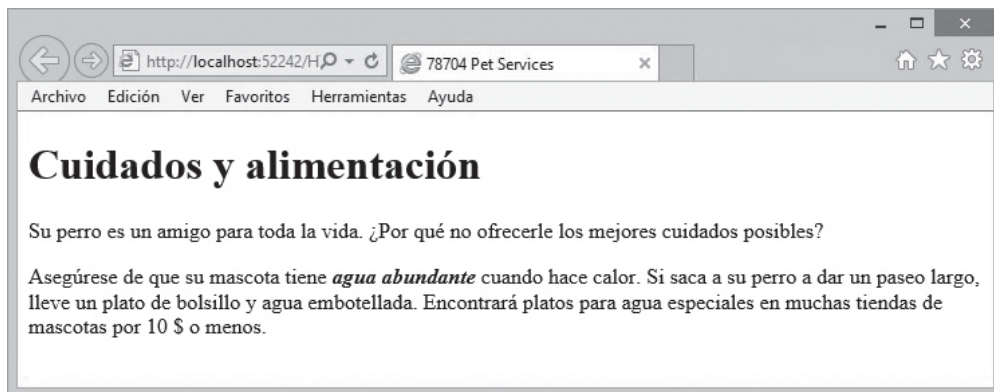 http://localhost:52242/H
78704 Pet Services
Archivo Edición Ver Favoritos Herramientas Ayuda
Cuidados y alimentación
Su perro es un amigo para toda la vida. ¿Por qué no ofrecerle los mejores cuidados posibles?
Asegúrese de que su mascota tiene agua abundante cuando hace calor. Si saca a su perro a dar un paseo largo,
lleve un plato de bolsillo y agua embotellada. Encontrará platos para agua especiales en muchas tiendas de
mascotas por 10 $ o menos.